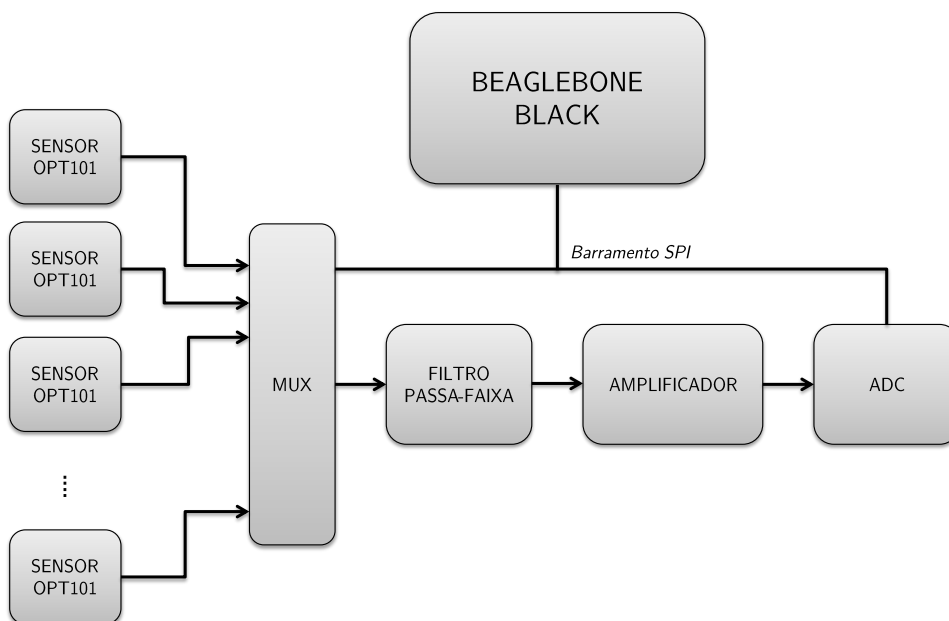 BEAGLEBONE
BLACK
SENSOR
OPT101
SENSOR
OPT101
SENSOR
OPT101
SENSOR
OPT101
MUX
Barramento SPI
FILTRO
PASSA-FAIXA
AMPLIFICADOR
ADC